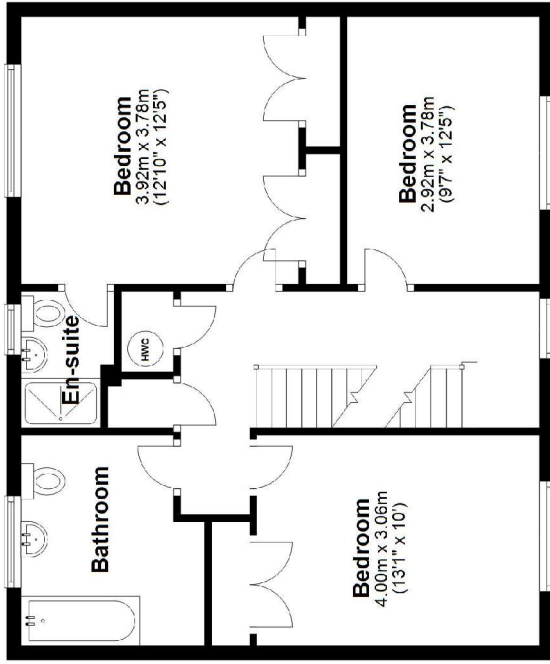 Bedroom
3.92m x 3.78m
(12'10" x 12'5")
Bedroom
2.92m x 3.78m
(9'7" x 12'5")
En-suite
HWC
Bathroom
Bedroom
4.00m x 3.06m
(13'1" x 10')